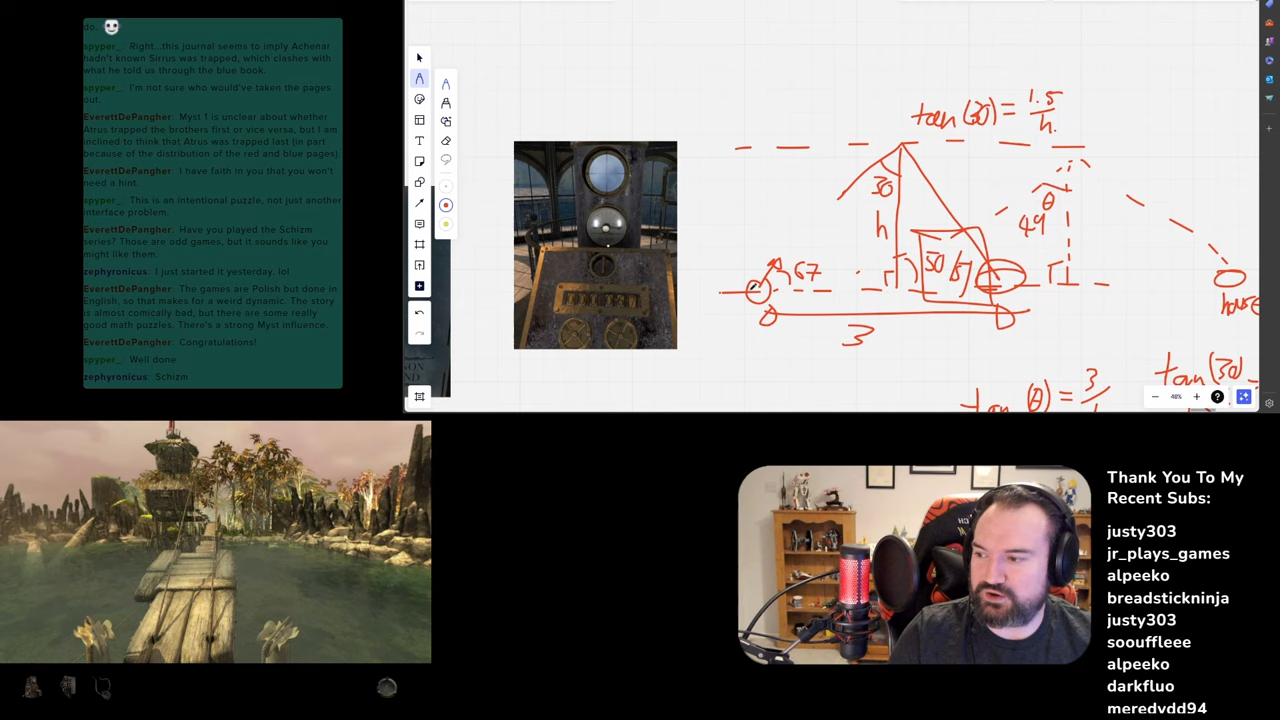 do.
spyper_: Right...this journal seems to imply Achenar
hadn't known Sirrus was trapped, which clashes with
what he told us through the blue book.
spyper_: I'm not sure who would've taken the pages
out.
EverettDePangher: Myst 1 is unclear about whether
Atrus trapped the brothers first or vice versa, but I am
inclined to think that Atrus was trapped last (in part
because of the distribution of the red and blue pages).
EverettDePangher: I have faith in you that you won't
need a hint.
spyper_: This is an intentional puzzle, not just another
interface problem.
EverettDePangher: Have you played the Schizm
series? Those are odd games, but it sounds like you
might like them.
zephyronicus: I just started it yesterday. lol
EverettDePangher: The games are Polish but done in
English, so that makes for a weird dynamic. The story
is almost comically bad, but there are some really
good math puzzles. There's a strong Myst influence.
EverettDePangher: Congratulations!
spyper_: Well done
zephyronicus: Schizm
tan(30) = 1.5/h.
30
θ
49
h
50
67
house
3
tan(θ) = 3/
tan(30)
48%
Thank You To My
Recent Subs:
justy303
jr_plays_games
alpeeko
breadstickninja
justy303
sooouffleee
alpeeko
darkfluo
meredydd94